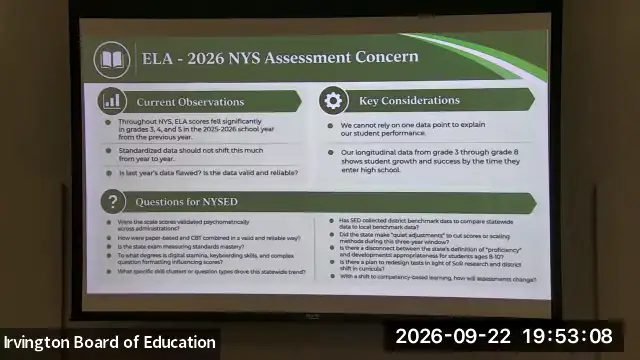 ELA - 2026 NYS Assessment Concern
Current Observations
Throughout NYS, ELA scores fell significantly
in grades 3, 4, and 5 in the 2025-2026 school year
from the previous year.
Standardized data should not shift this much
from year to year.
Is last year's data flawed? Is the data valid and reliable?
Key Considerations
We cannot rely on one data point to explain
our student performance.
Our longitudinal data from grade 3 through grade 8
shows student growth and success by the time they
enter high school.
?
Questions for NYSED
Were the scale scores validated psychometrically
across administrations?
How were paper-based and CBT combined in a valid and reliable way?
Is the state exam measuring standards mastery?
To what degree is digital stamina, keyboarding skills, and complex
question formatting influencing scores?
What specific skill clusters or question types drove this statewide trend?
Has SED collected district benchmark data to compare statewide
data to local benchmark data?
Did the state make "quiet adjustments" to cut scores or scaling
methods during this three-year window?
Is there a disconnect between the state's definition of "proficiency"
and developmental appropriateness for students ages 8-10?
Is there a plan to redesign tests in light of SoR research and district
shift in curricula?
With a shift to competency-based learning, how will assessments change?
Irvington Board of Education
2026-09-22 19:53:08